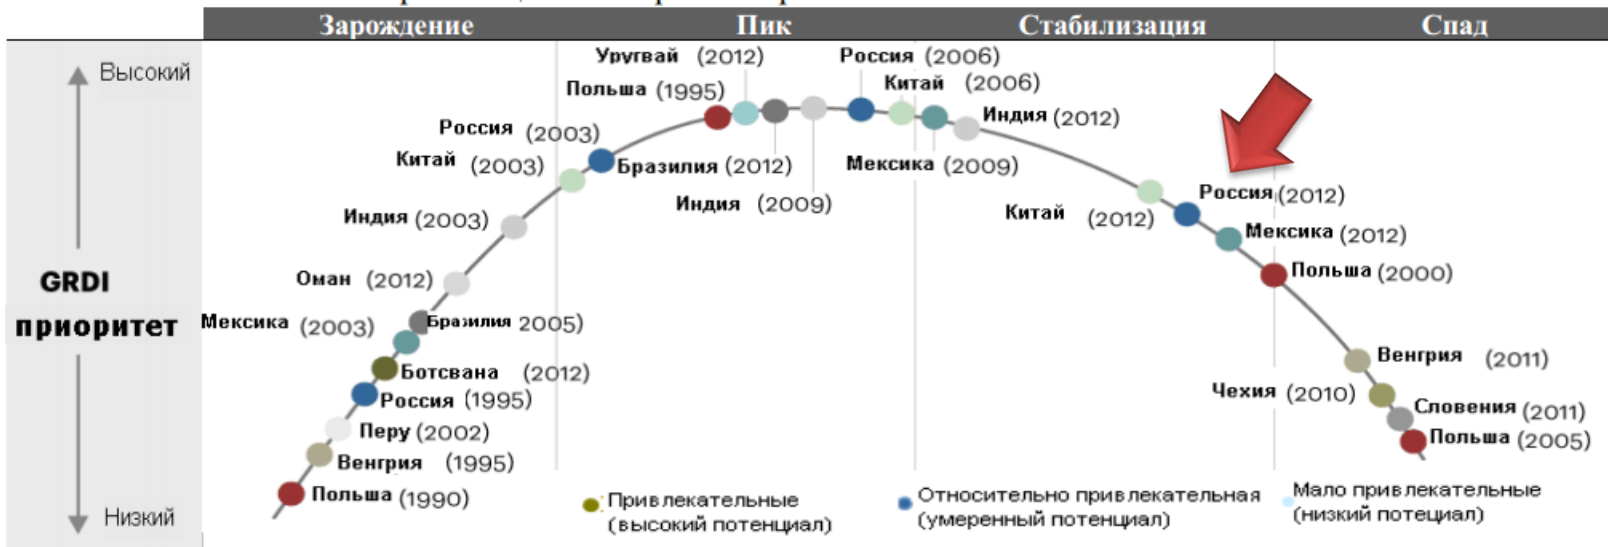 Зарождение Пик Стабилизация Спад
Высокий
GRDI
приоритет
Низкий
Уругвай (2012)
Россия (2006)
Польша (1995)
Китай (2006)
Россия (2003)
Индия (2012)
Китай (2003)
Бразилия (2012)
Мексика (2009)
Индия (2003)
Индия (2009)
Китай (2012)
Россия (2012)
Мексика (2012)
Оман (2012)
Польша (2000)
Мексика (2003)
Бразилия 2005)
Ботсвана (2012)
Венгрия (2011)
Россия (1995)
Чехия (2010)
Перу (2002)
Словения (2011)
Венгрия (1995)
Польша (2005)
Польша (1990)
Привлекательные
(высокий потенциал)
Относительно привлекательная
(умеренный потенциал)
Мало привлекательные
(низкий потециал)